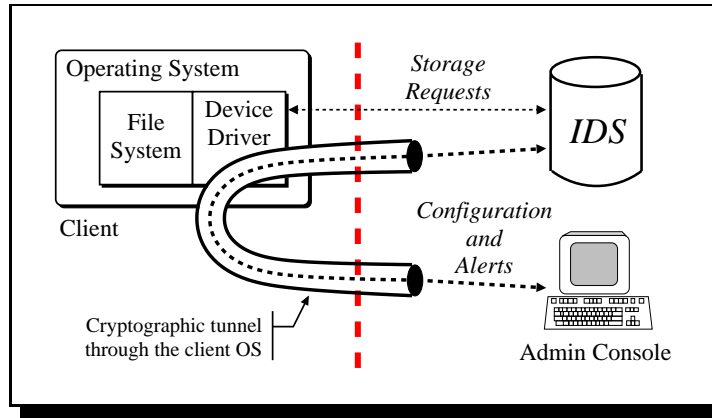 Operating System
File
System
Device
Driver
Client
Storage
Requests
IDS
Configuration
and
Alerts
Cryptographic tunnel
through the client OS
Admin Console